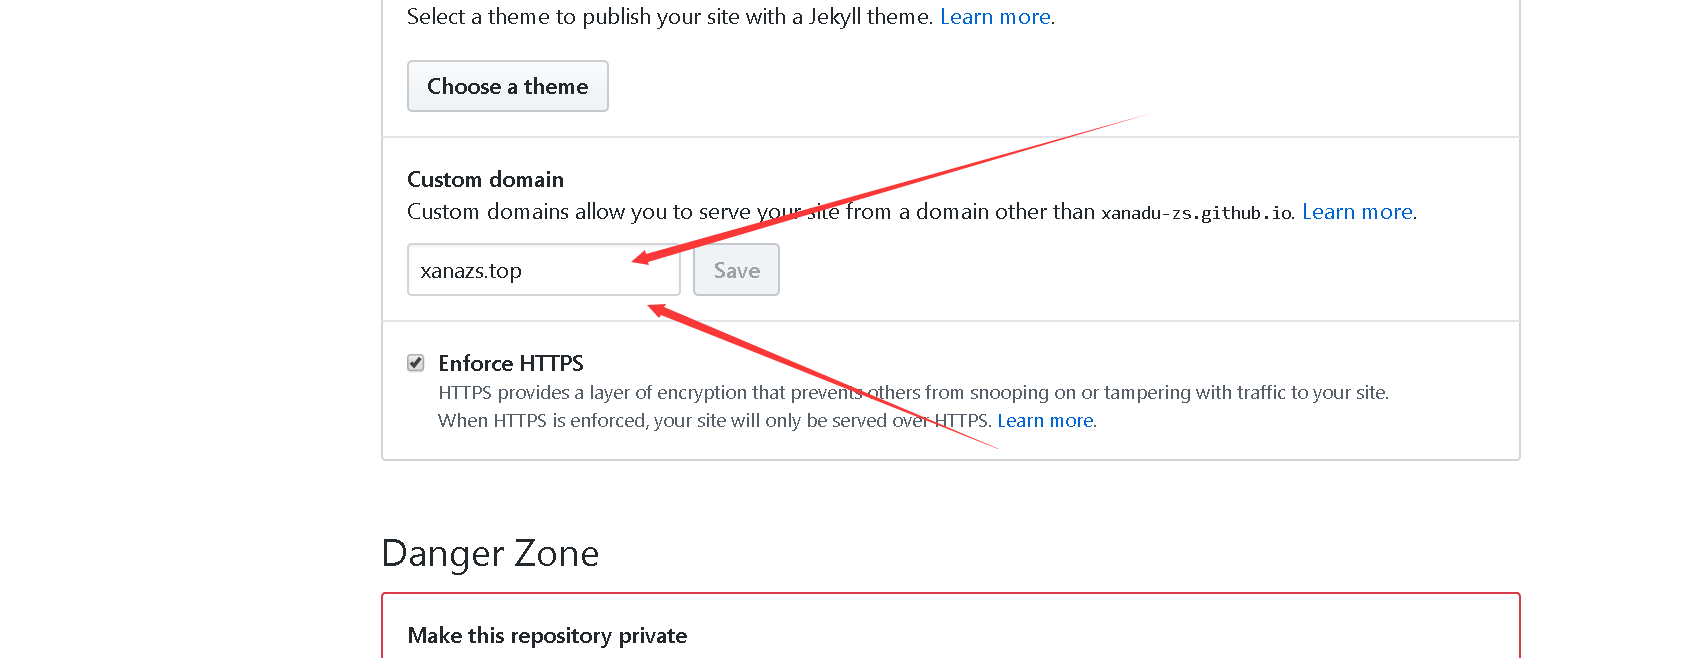 Select a theme to publish your site with a Jekyll theme. Learn more.
Choose a theme
Custom domain
Custom domains allow you to serve your site from a domain other than xanadu-zs.github.io. Learn more.
xanazs.top
Save
Enforce HTTPS
HTTPS provides a layer of encryption that prevents others from snooping on or tampering with traffic to your site.
When HTTPS is enforced, your site will only be served over HTTPS. Learn more.
Danger Zone
Make this repository private